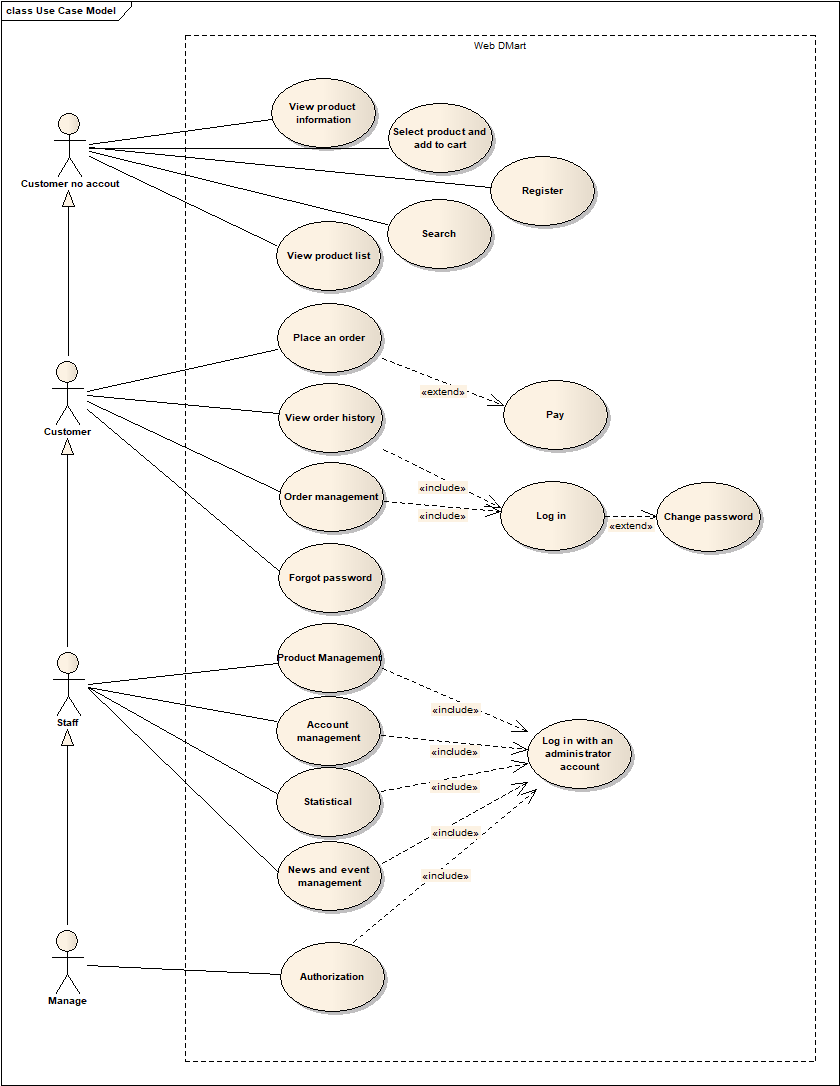 class Use Case Model
Web DMart
View product
information
Select product and
add to cart
Customer no accout
Register
Search
View product list
Place an order
«extend»
Pay
Customer
View order history
«include»
Order management
«include»
Log in
«extend»
Change password
Forgot password
Product Management
«include»
Staff
Account
management
«include»
Log in with an
administrator
account
«include»
Statistical
«include»
News and event
management
«include»
Authorization
Manage